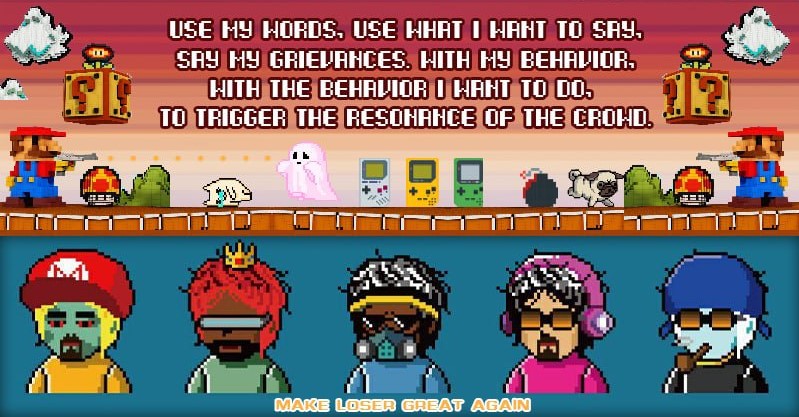 USE MY WORDS, USE WHAT I WANT TO SAY,
SAY MY GRIEVANCES. WITH MY BEHAVIOR,
WITH THE BEHAVIOR I WANT TO DO,
TO TRIGGER THE RESONANCE OF THE CROWD.
? ? ? ?
M
MAKE LOSER GREAT AGAIN